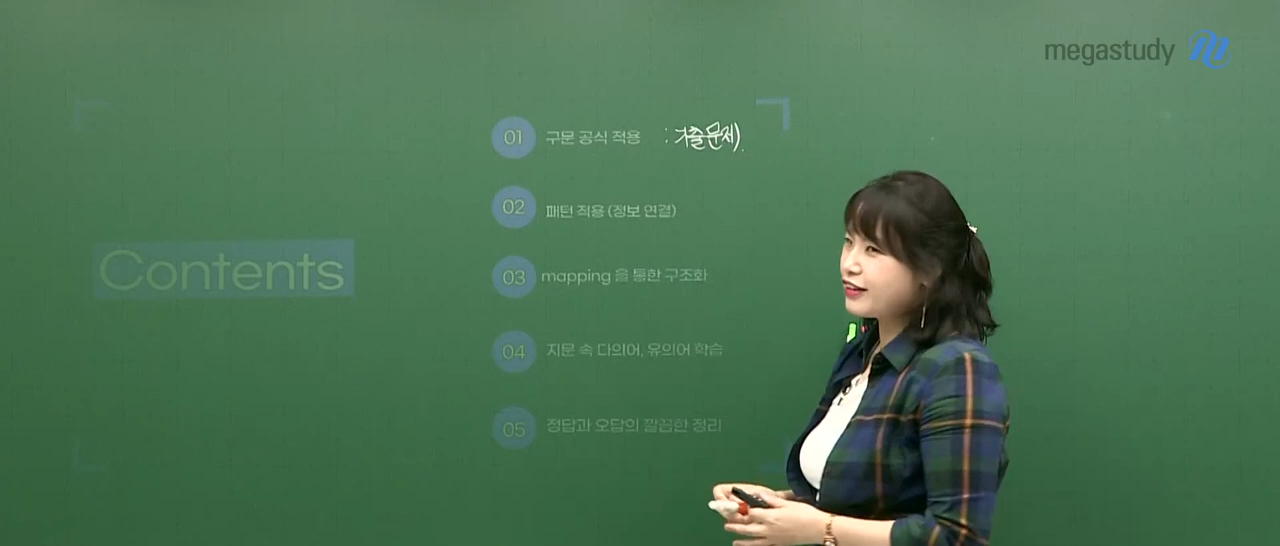 megastudy
Contents
01 구문 공식 적용 : 기출문제).
02 패턴 적용 (정보 연결)
03 mapping 을 통한 구조화
04 지문 속 다의어, 유의어 학습
05 정답과 오답의 깔끔한 정리